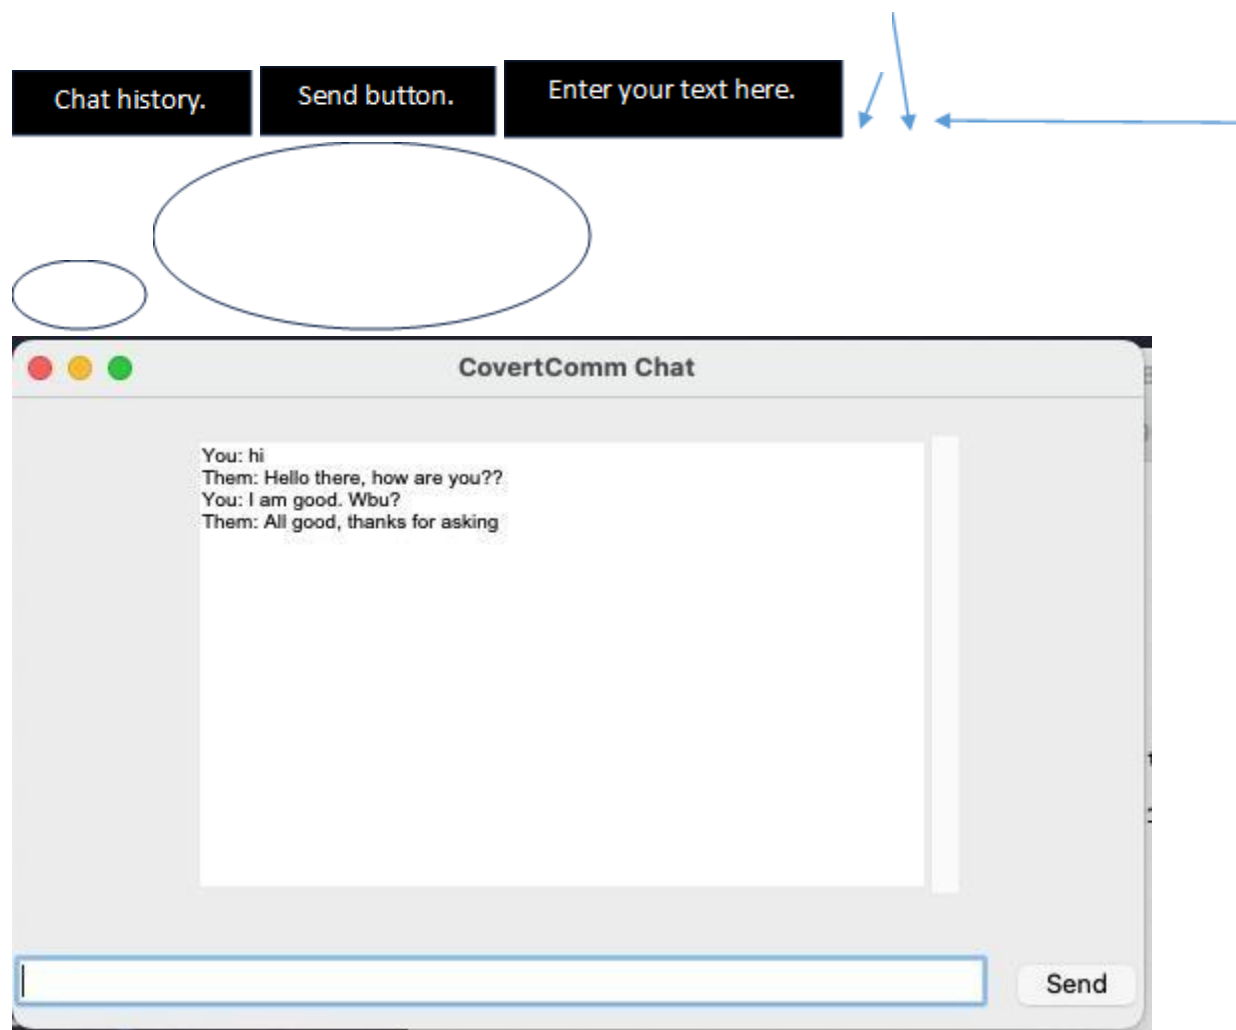 Chat history.
Send button.
Enter your text here.
CovertComm Chat
You: hi
Them: Hello there, how are you??
You: I am good. Wbu?
Them: All good, thanks for asking
Send